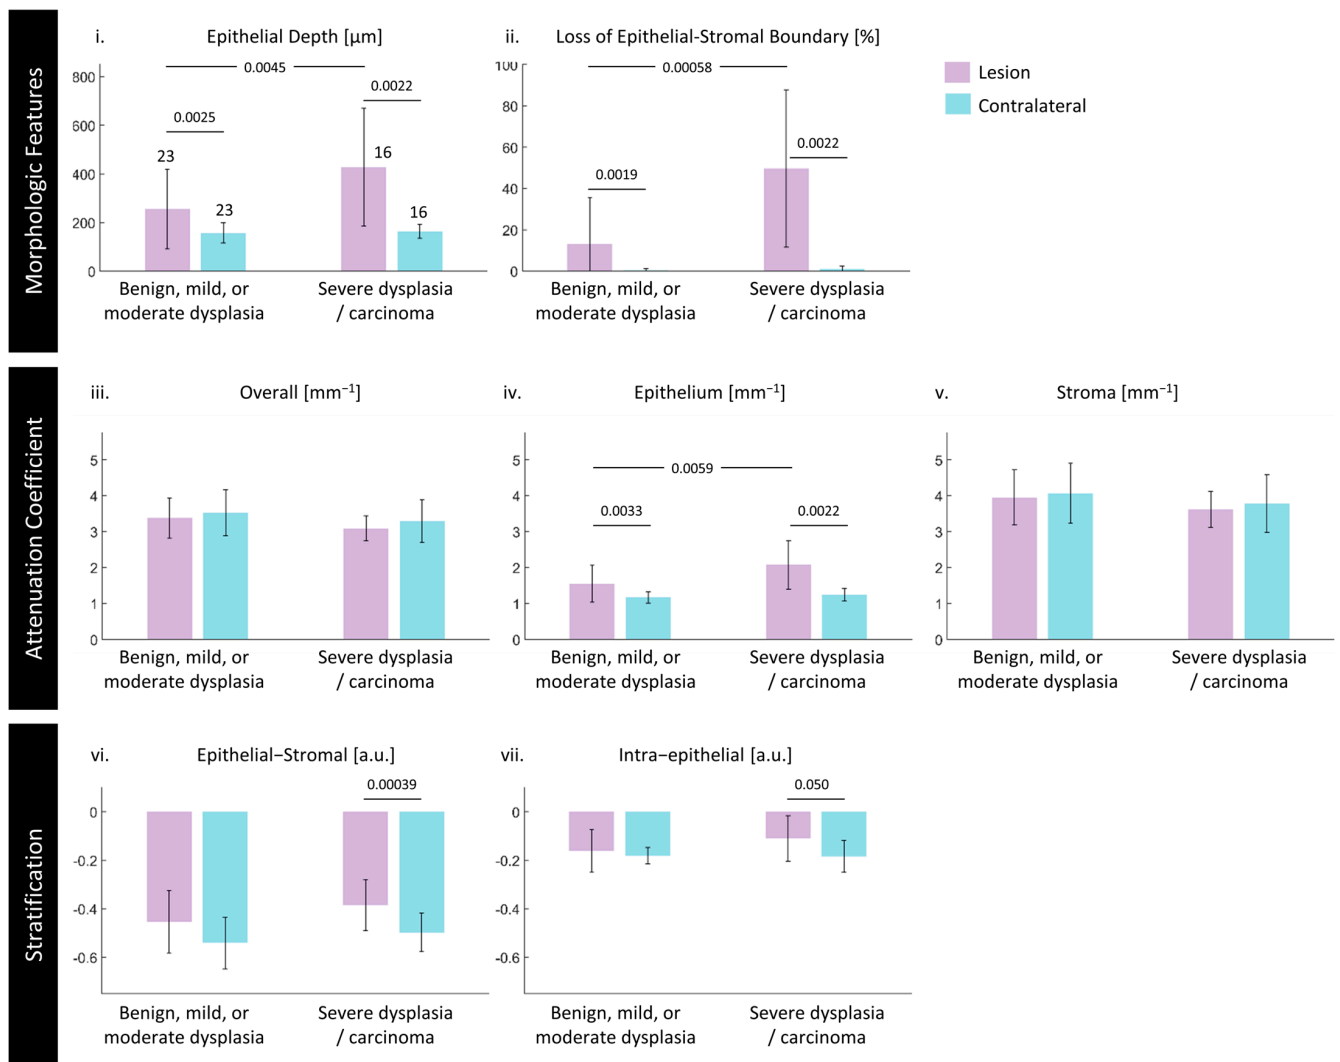 Morphologic Features
i.
Epithelial Depth [μm]
0.0045
0.0022
0.0025
23
23
16
16
800
600
400
200
0
Benign, mild, or
moderate dysplasia
Severe dysplasia
/ carcinoma
ii.
Loss of Epithelial-Stromal Boundary [%]
0.00058
0.0022
0.0019
100
80
60
40
20
0
Benign, mild, or
moderate dysplasia
Severe dysplasia
/ carcinoma
Lesion
Contralateral
Attenuation Coefficient
iii.
Overall [mm⁻¹]
5
4
3
2
1
0
Benign, mild, or
moderate dysplasia
Severe dysplasia
/ carcinoma
iv.
Epithelium [mm⁻¹]
0.0059
0.0033
0.0022
5
4
3
2
1
0
Benign, mild, or
moderate dysplasia
Severe dysplasia
/ carcinoma
v.
Stroma [mm⁻¹]
5
4
3
2
1
0
Benign, mild, or
moderate dysplasia
Severe dysplasia
/ carcinoma
Stratification
vi.
Epithelial−Stromal [a.u.]
0.00039
0
-0.2
-0.4
-0.6
Benign, mild, or
moderate dysplasia
Severe dysplasia
/ carcinoma
vii.
Intra−epithelial [a.u.]
0.050
0
-0.2
-0.4
-0.6
Benign, mild, or
moderate dysplasia
Severe dysplasia
/ carcinoma